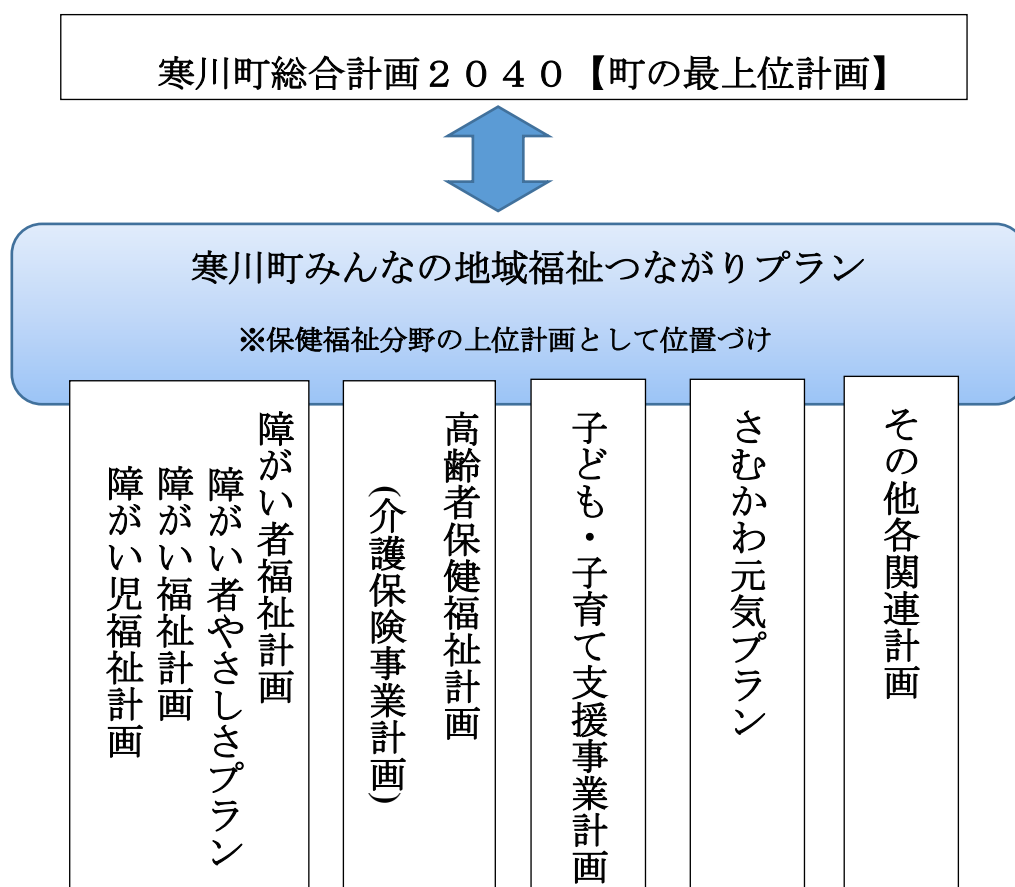 寒川町総合計画２０４０【町の最上位計画】
寒川町みんなの地域福祉つながりプラン
※保健福祉分野の上位計画として位置づけ
障がい者福祉計画
障がい者やさしさプラン
障がい福祉計画
障がい児福祉計画
高齢者保健福祉計画
(介護保険事業計画)
子ども・子育て支援事業計画
さむかわ元気プラン
その他各関連計画